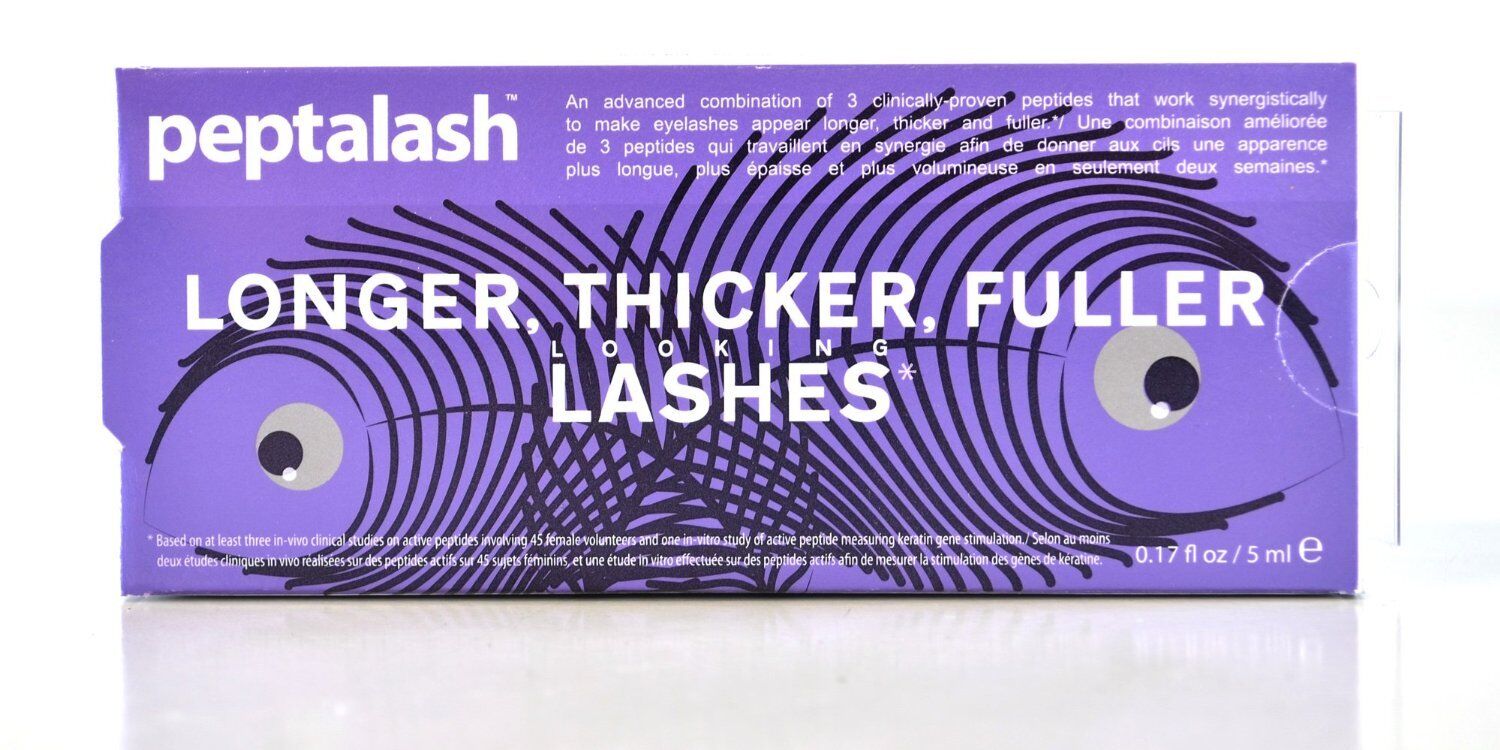 peptalash™
An advanced combination of 3 clinically-proven peptides that work synergistically
to make eyelashes appear longer, thicker and fuller.*/ Une combinaison améliorée
de 3 peptides qui travaillent en synergie afin de donner aux cils une apparence
plus longue, plus épaisse et plus volumineuse en seulement deux semaines.*
LONGER, THICKER, FULLER
LOOKING
LASHES*
* Based on at least three in-vivo clinical studies on active peptides involving 45 female volunteers and one in-vitro study of active peptide measuring keratin gene stimulation./ Selon au moins
deux études cliniques in vivo réalisées sur des peptides actifs sur 45 sujets féminins, et une étude in vitro effectuée sur des peptides actifs afin de mesurer la stimulation des gènes de kératine.
0.17 fl oz / 5 ml ℮